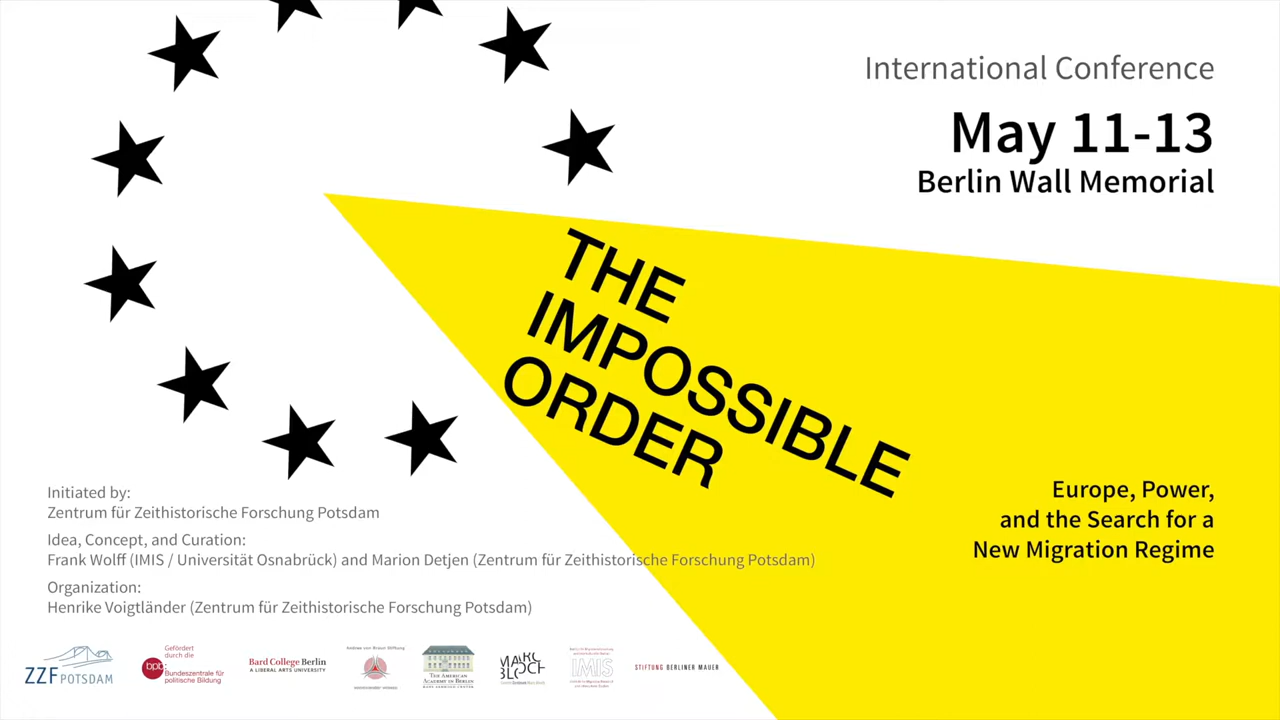 International Conference
May 11-13
Berlin Wall Memorial
THE
IMPOSSIBLE
ORDER
Europe, Power,
and the Search for a
New Migration Regime
Initiated by:
Zentrum für Zeithistorische Forschung Potsdam
Idea, Concept, and Curation:
Frank Wolff (IMIS / Universität Osnabrück) and Marion Detjen (Zentrum für Zeithistorische Forschung Potsdam)
Organization:
Henrike Voigtländer (Zentrum für Zeithistorische Forschung Potsdam)
ZZF POTSDAM
Gefördert
durch die
bpb:
Bundeszentrale für
politische Bildung
Bard College Berlin
A LIBERAL ARTS UNIVERSITY
THE AMERICAN
ACADEMY IN BERLIN
HANS ARNHOLD CENTER
MARC
BLOCH
IMIS
STIFTUNG BERLINER MAUER